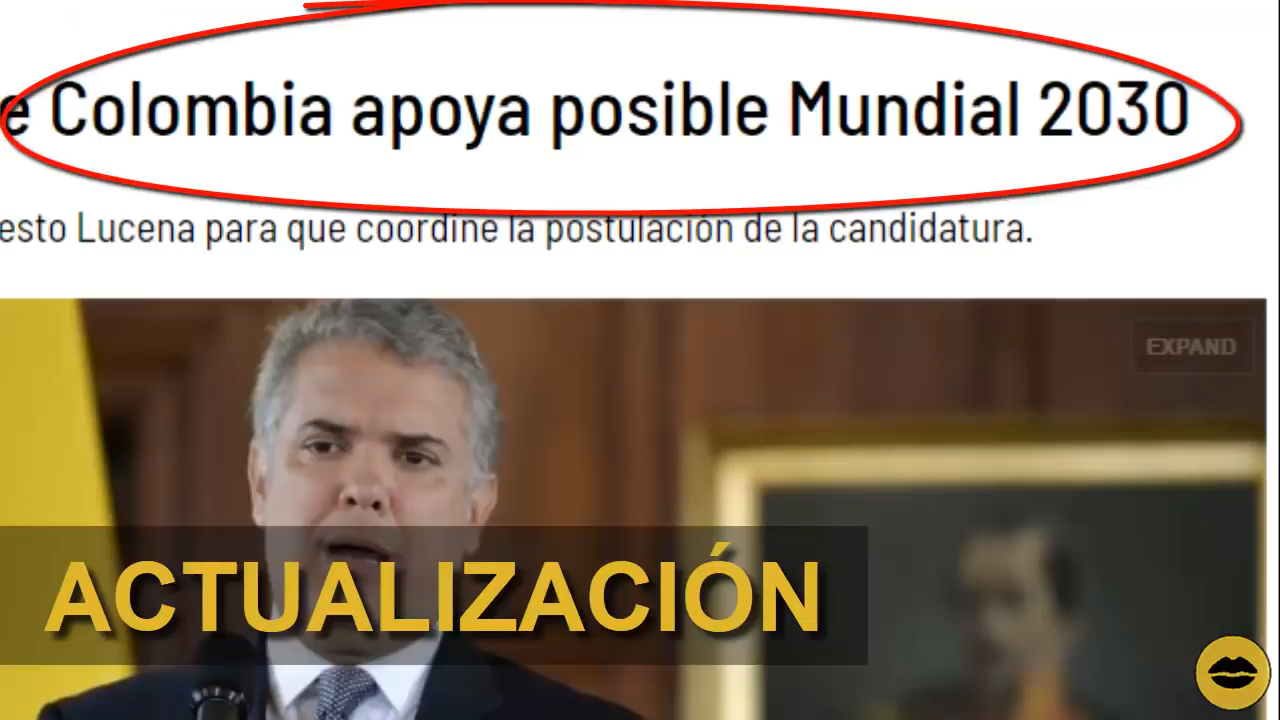 e Colombia apoya posible Mundial 2030
esto Lucena para que coordine la postulación de la candidatura.
EXPAND
ACTUALIZACIÓN